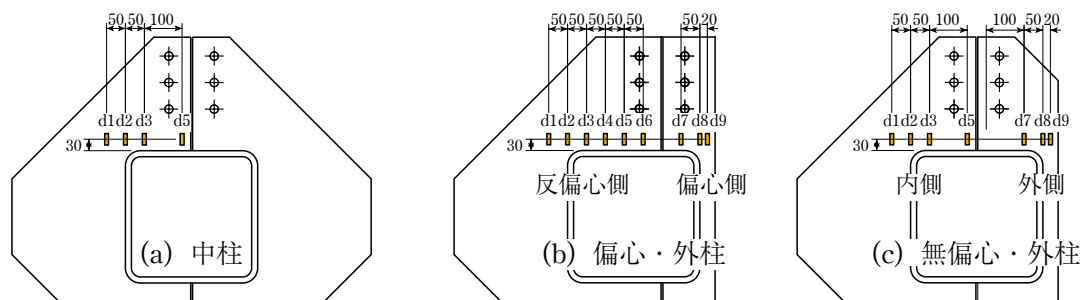 50 50 100
d1 d2 d3 d5
30
(a) 中柱
50 50 50 50 50 50 20
d1 d2 d3 d4 d5 d6 d7 d8 d9
30
反偏心側 偏心側
(b) 偏心・外柱
50 50 100 100 50 20
d1 d2 d3 d5 d7 d8 d9
30
内側 外側
(c) 無偏心・外柱